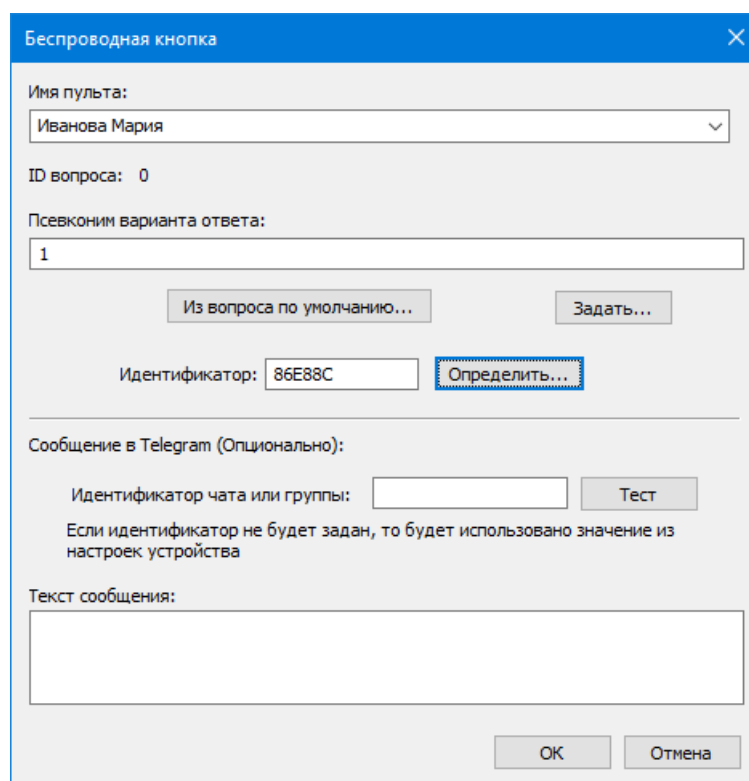 Беспроводная кнопка
Имя пульта:
Иванова Мария
ID вопроса: 0
Псевконим варианта ответа:
1
Из вопроса по умолчанию... Задать...
Идентификатор: 86E88C Определить...
Сообщение в Telegram (Опционально):
Идентификатор чата или группы: Тест
Если идентификатор не будет задан, то будет использовано значение из
настроек устройства
Текст сообщения:
OK Отмена